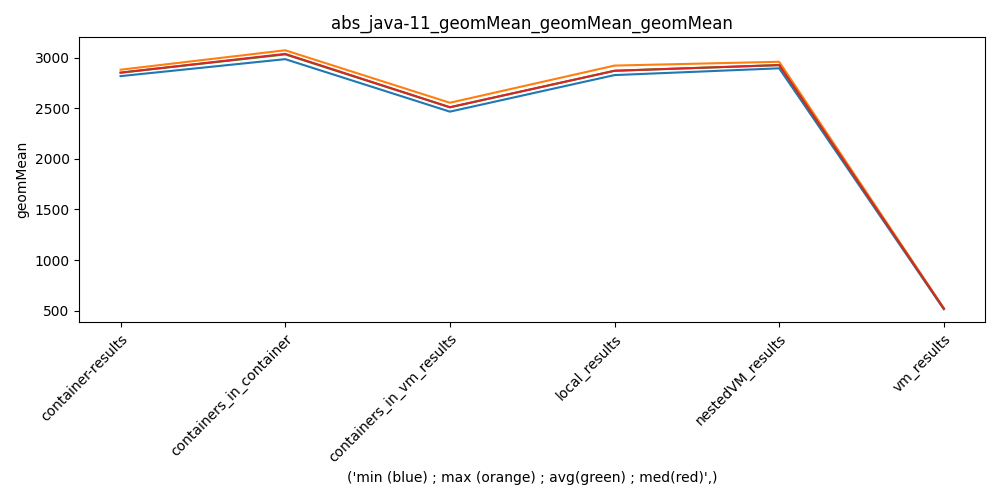 abs_java-11_geomMean_geomMean_geomMean
geomMean
3000
2500
2000
1500
1000
500
container-results
containers_in_container
containers_in_vm_results
local_results
nestedVM_results
vm_results
('min (blue) ; max (orange) ; avg(green) ; med(red)',)